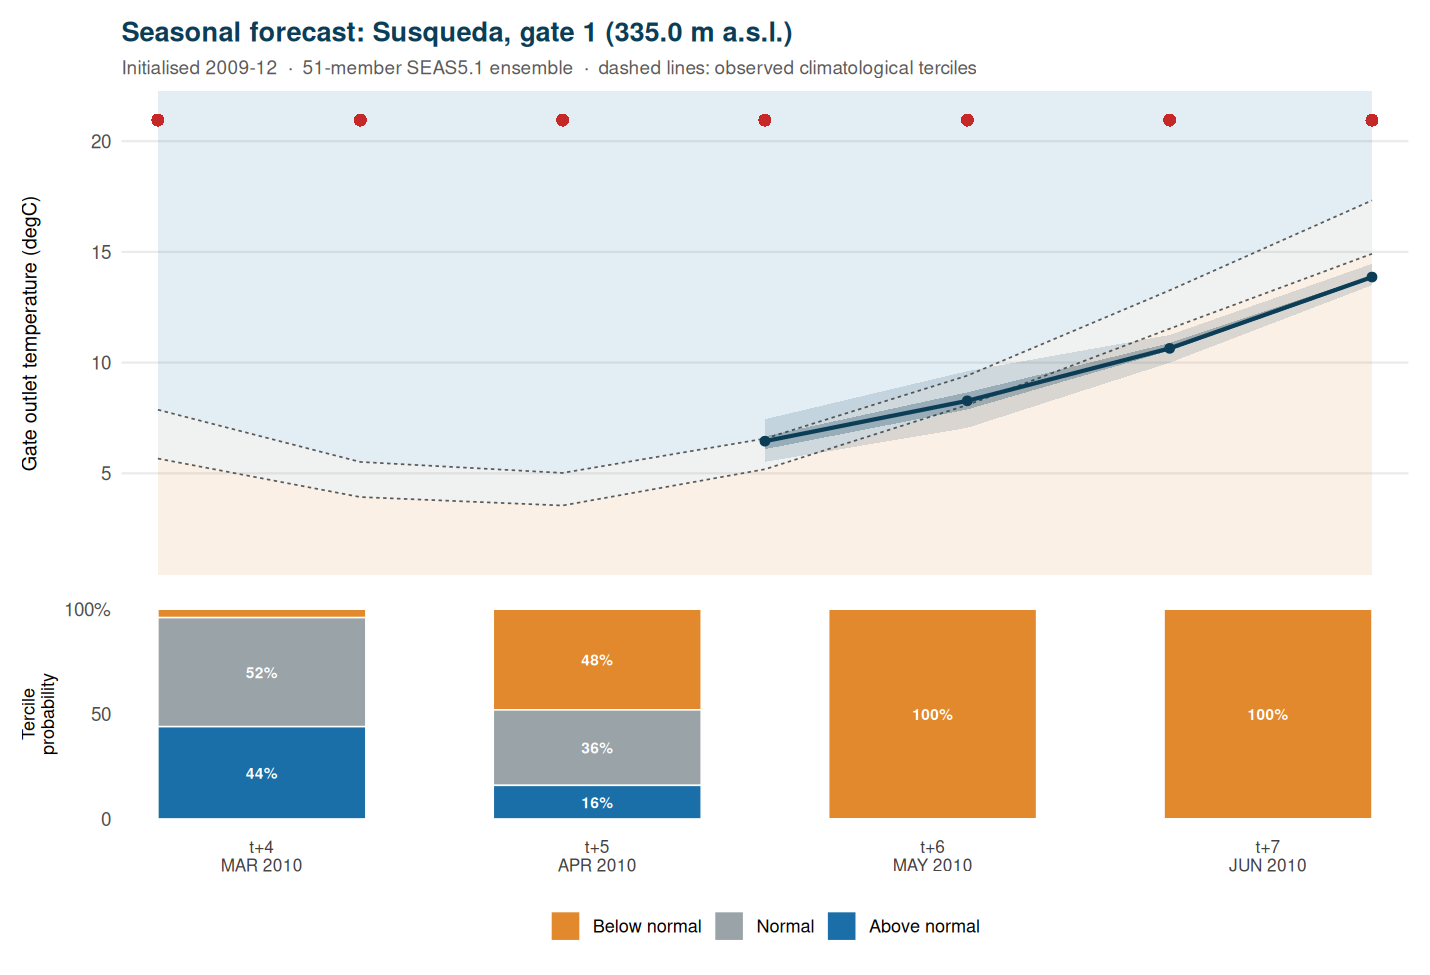 Seasonal forecast: Susqueda, gate 1 (335.0 m a.s.l.)
Initialised 2009-12 · 51-member SEAS5.1 ensemble · dashed lines: observed climatological terciles
Gate outlet temperature (degC)
20
15
10
5
Tercile
probability
100%
50
0
52%
44%
48%
36%
16%
100%
100%
t+4
MAR 2010
t+5
APR 2010
t+6
MAY 2010
t+7
JUN 2010
Below normal
Normal
Above normal